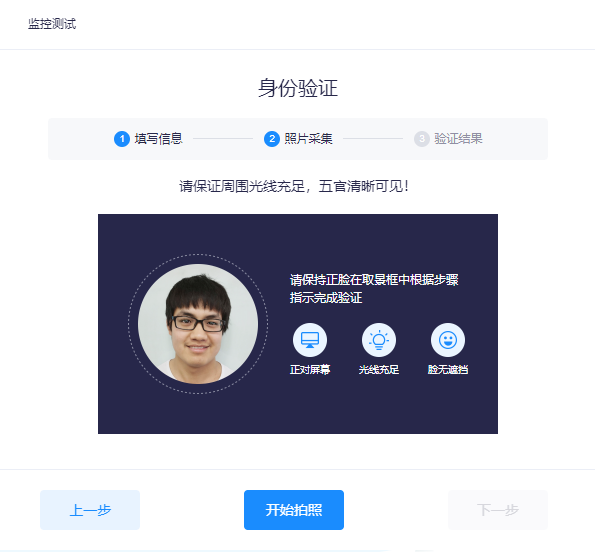 监控测试
身份验证
1 填写信息 2 照片采集 3 验证结果
请保证周围光线充足，五官清晰可见！
请保持正脸在取景框中根据步骤
指示完成验证
正对屏幕 光线充足 脸无遮挡
上一步 开始拍照 下一步